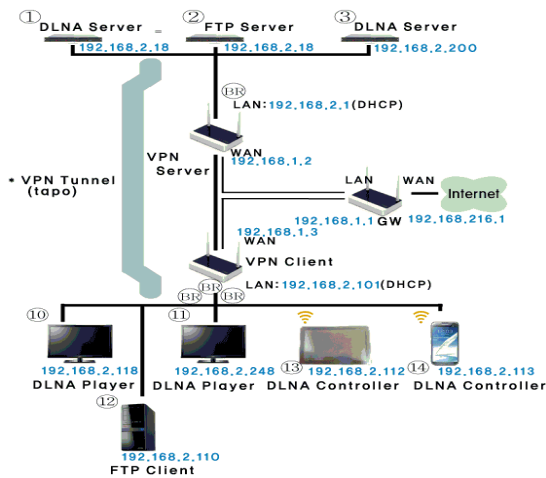 ① DLNA Server = ② FTP Server ③ DLNA Server
192.168.2.18 192.168.2.18 192.168.2.200
BR
LAN:192.168.2.1(DHCP)
WAN
192.168.1.2
VPN
Server
* VPN Tunnel
(tapo)
LAN WAN
Internet
192.168.1.1 GW 192.168.216.1
192.168.1.3
WAN
VPN Client
LAN:192.168.2.101(DHCP)
BR BR BR
⑩ ⑪ ⑬ ⑭
192.168.2.118 192.168.2.248 192.168.2.112 192.168.2.113
DLNA Player DLNA Player DLNA Controller DLNA Controller
⑫
192.168.2.110
FTP Client